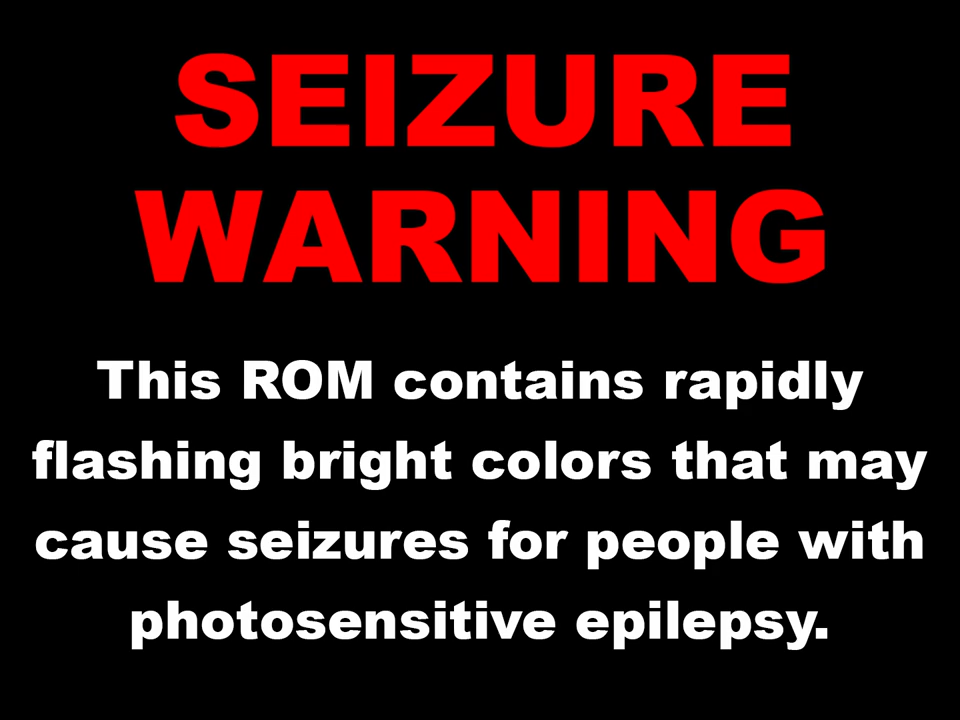 SEIZURE
WARNING
This ROM contains rapidly
flashing bright colors that may
cause seizures for people with
photosensitive epilepsy.